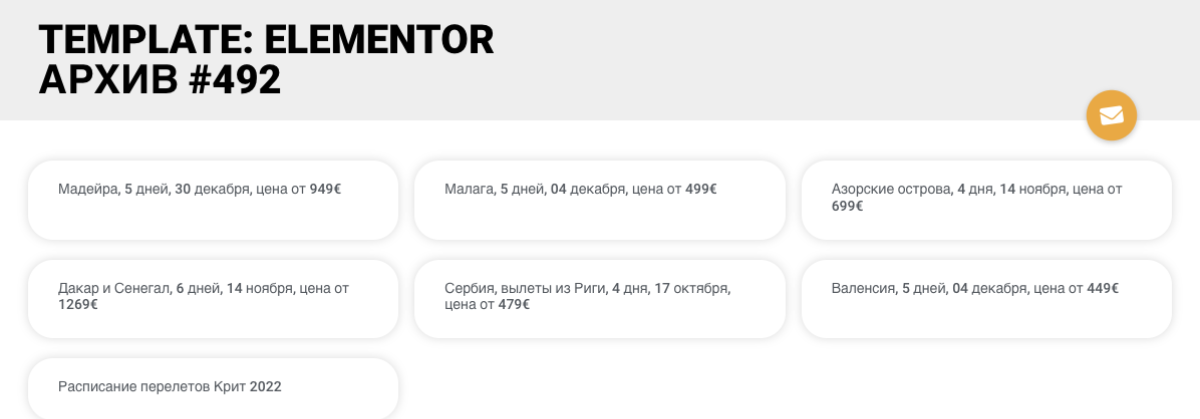 TEMPLATE: ELEMENTOR
АРХИВ #492
Мадейра, 5 дней, 30 декабря, цена от 949€
Малага, 5 дней, 04 декабря, цена от 499€
Азорские острова, 4 дня, 14 ноября, цена от
699€
Дакар и Сенегал, 6 дней, 14 ноября, цена от
1269€
Сербия, вылеты из Риги, 4 дня, 17 октября,
цена от 479€
Валенсия, 5 дней, 04 декабря, цена от 449€
Расписание перелетов Крит 2022